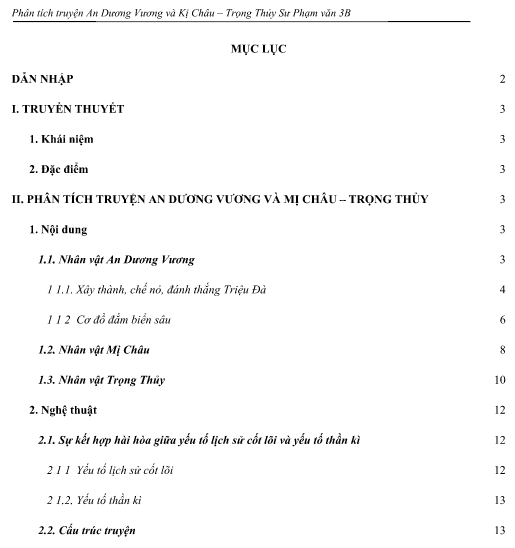 Phân tích truyện An Dương Vương và Kị Châu – Trọng Thủy Sư Phạm văn 3B
MỤC LỤC
DẪN NHẬP 2
I. TRUYỀN THUYẾT 3
1. Khái niệm 3
2. Đặc điểm 3
II. PHÂN TÍCH TRUYỆN AN DƯƠNG VƯƠNG VÀ MỊ CHÂU – TRỌNG THỦY 3
1. Nội dung 3
1.1. Nhân vật An Dương Vương 3
1 1.1. Xây thành, chế nỏ, đánh thắng Triệu Đà 4
1 1 2 Cơ đồ đắm biển sâu 6
1.2. Nhân vật Mị Châu 8
1.3. Nhân vật Trọng Thủy 10
2. Nghệ thuật 12
2.1. Sự kết hợp hài hòa giữa yếu tố lịch sử cốt lõi và yếu tố thần kì 12
2 1 1 Yếu tố lịch sử cốt lõi 12
2 1.2. Yếu tố thần kì 13
2.2. Cấu trúc truyện 13